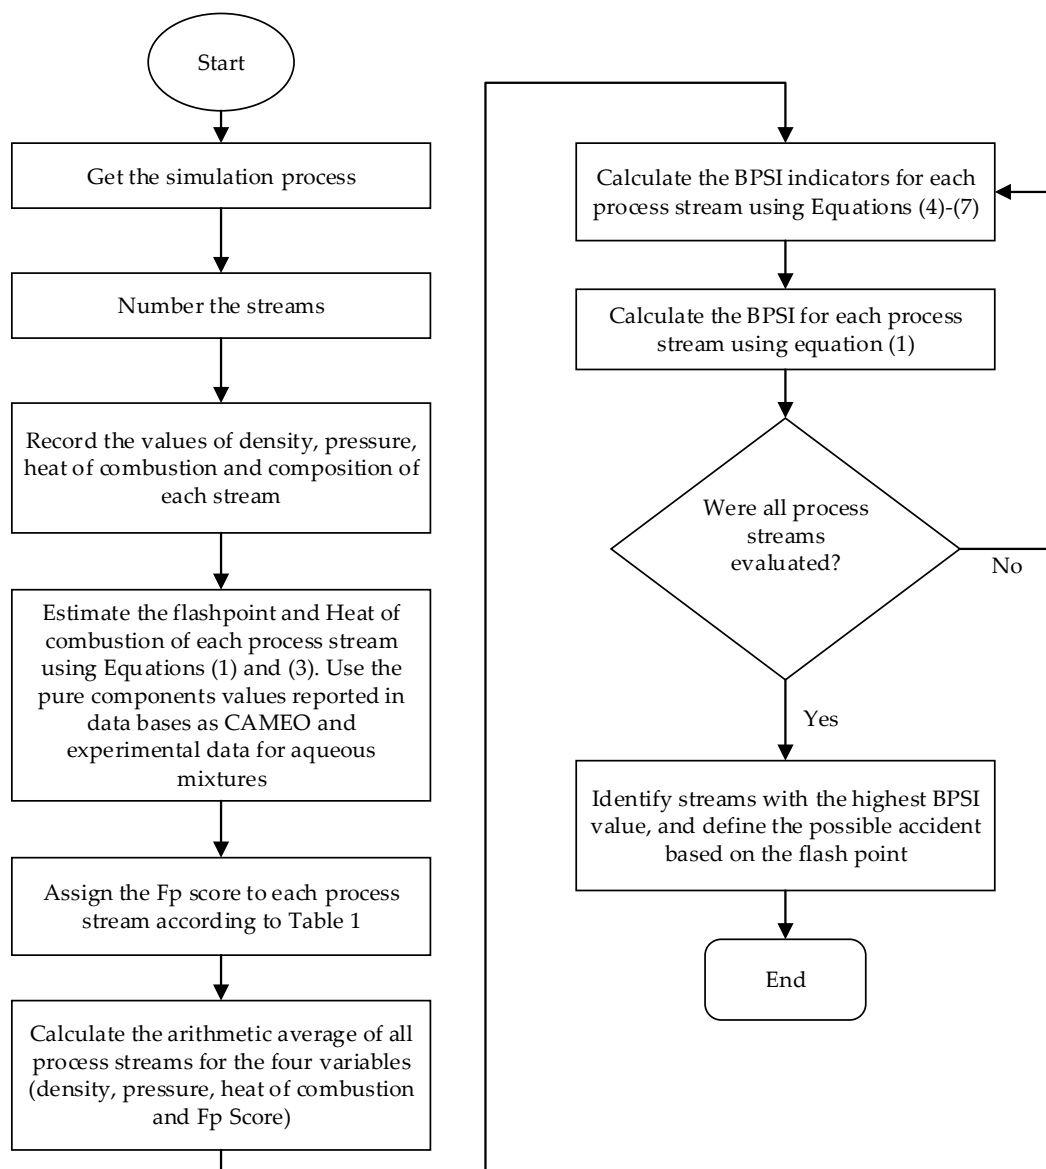 Start
Get the simulation process
Number the streams
Record the values of density, pressure,
heat of combustion and composition of
each stream
Estimate the flashpoint and Heat of
combustion of each process stream
using Equations (1) and (3). Use the
pure components values reported in
data bases as CAMEO and
experimental data for aqueous
mixtures
Assign the Fp score to each process
stream according to Table 1
Calculate the arithmetic average of all
process streams for the four variables
(density, pressure, heat of combustion
and Fp Score)
Calculate the BPSI indicators for each
process stream using Equations (4)-(7)
Calculate the BPSI for each process
stream using equation (1)
Were all process
streams
evaluated?
No
Yes
Identify streams with the highest BPSI
value, and define the possible accident
based on the flash point
End